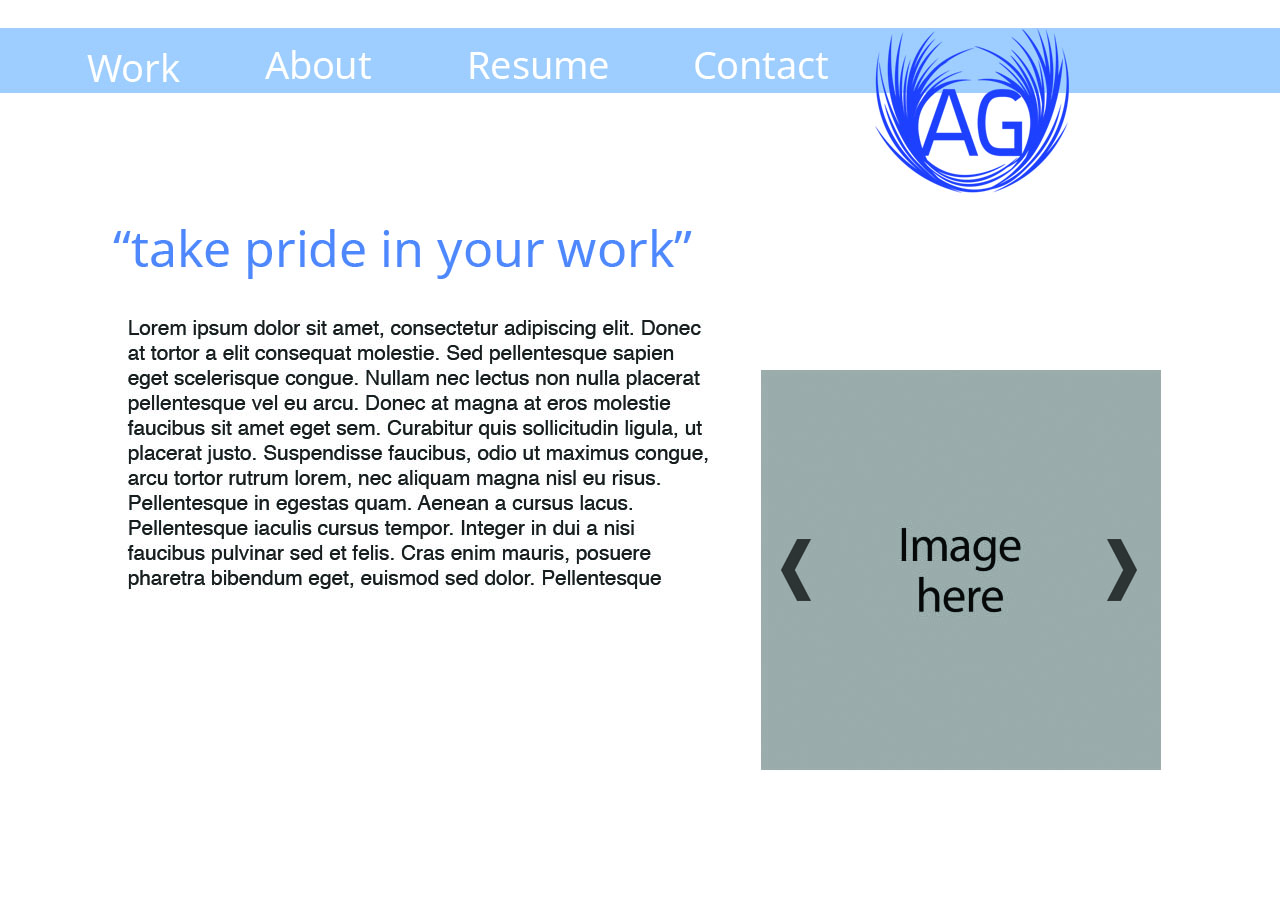 Work About Resume Contact
AG
“take pride in your work”
Lorem ipsum dolor sit amet, consectetur adipiscing elit. Donec
at tortor a elit consequat molestie. Sed pellentesque sapien
eget scelerisque congue. Nullam nec lectus non nulla placerat
pellentesque vel eu arcu. Donec at magna at eros molestie
faucibus sit amet eget sem. Curabitur quis sollicitudin ligula, ut
placerat justo. Suspendisse faucibus, odio ut maximus congue,
arcu tortor rutrum lorem, nec aliquam magna nisl eu risus.
Pellentesque in egestas quam. Aenean a cursus lacus.
Pellentesque iaculis cursus tempor. Integer in dui a nisi
faucibus pulvinar sed et felis. Cras enim mauris, posuere
pharetra bibendum eget, euismod sed dolor. Pellentesque
Image
here